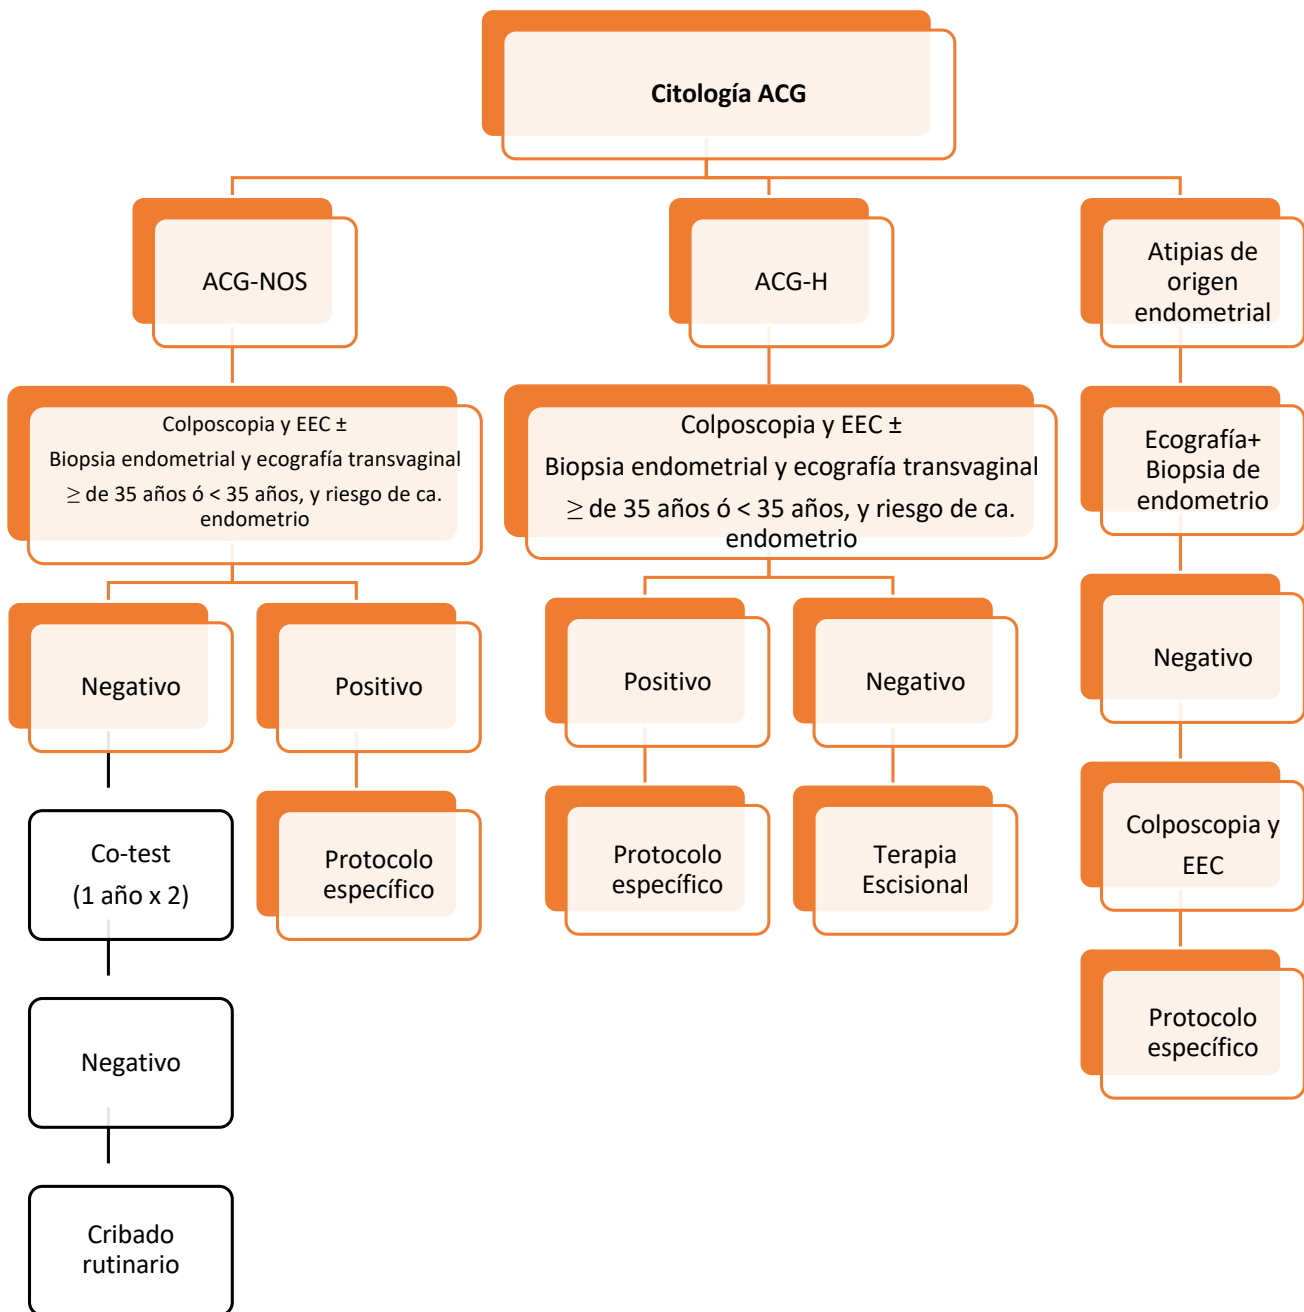 Citología ACG
ACG-NOS
ACG-H
Atipias de
origen
endometrial
Colposcopia y EEC ±
Biopsia endometrial y ecografía transvaginal
≥ de 35 años ó < 35 años, y riesgo de ca.
endometrio
Colposcopia y EEC ±
Biopsia endometrial y ecografía transvaginal
≥ de 35 años ó < 35 años, y riesgo de ca.
endometrio
Ecografía+
Biopsia de
endometrio
Negativo
Positivo
Positivo
Negativo
Negativo
Co-test
(1 año x 2)
Protocolo
específico
Protocolo
específico
Terapia
Escisional
Colposcopia y
EEC
Negativo
Protocolo
específico
Cribado
rutinario